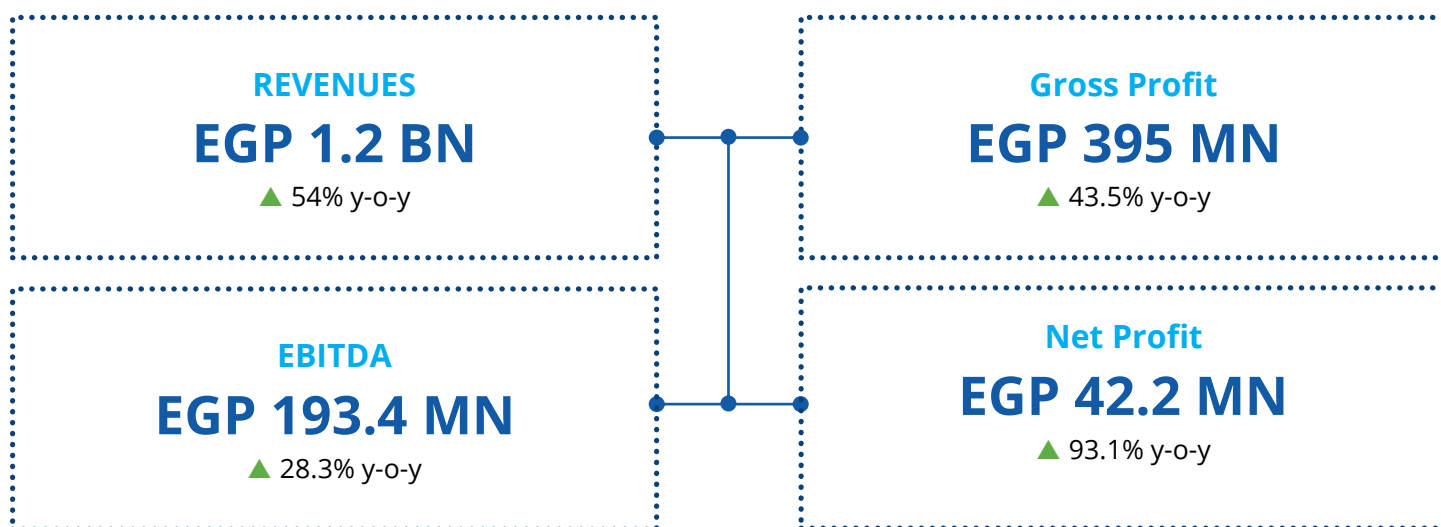 REVENUES
EGP 1.2 BN
▲ 54% y-o-y
Gross Profit
EGP 395 MN
▲ 43.5% y-o-y
EBITDA
EGP 193.4 MN
▲ 28.3% y-o-y
Net Profit
EGP 42.2 MN
▲ 93.1% y-o-y